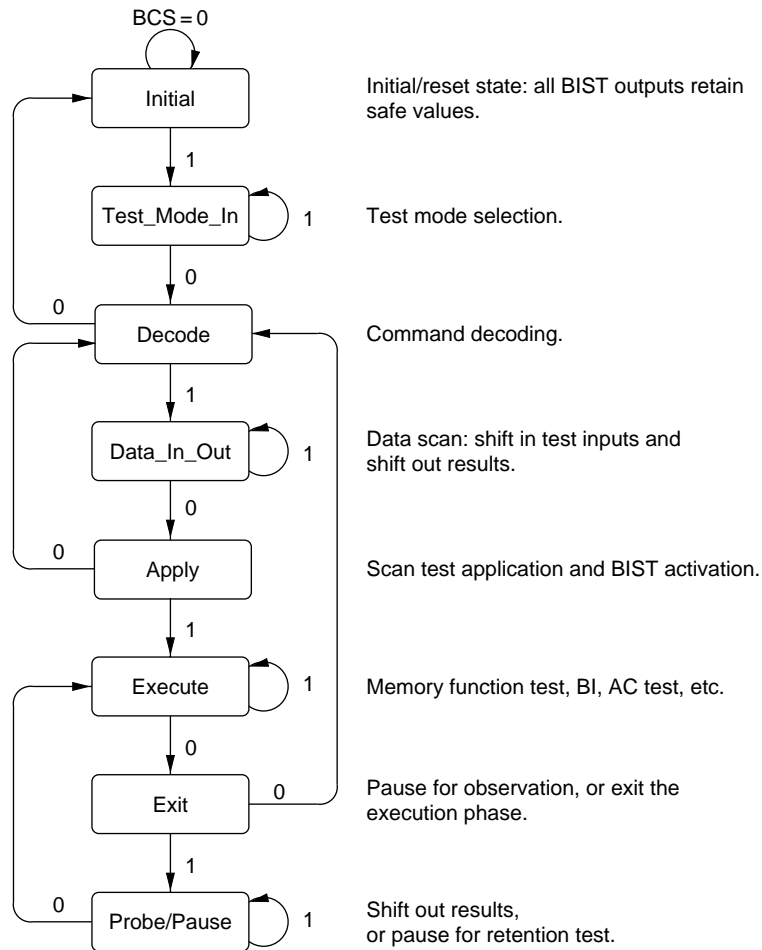 BCS = 0
Initial
Initial/reset state: all BIST outputs retain
safe values.
1
Test_Mode_In
1
Test mode selection.
0
0
Decode
Command decoding.
1
Data_In_Out
1
Data scan: shift in test inputs and
shift out results.
0
0
Apply
Scan test application and BIST activation.
1
Execute
1
Memory function test, BI, AC test, etc.
0
Exit
0
Pause for observation, or exit the
execution phase.
1
0
Probe/Pause
1
Shift out results,
or pause for retention test.